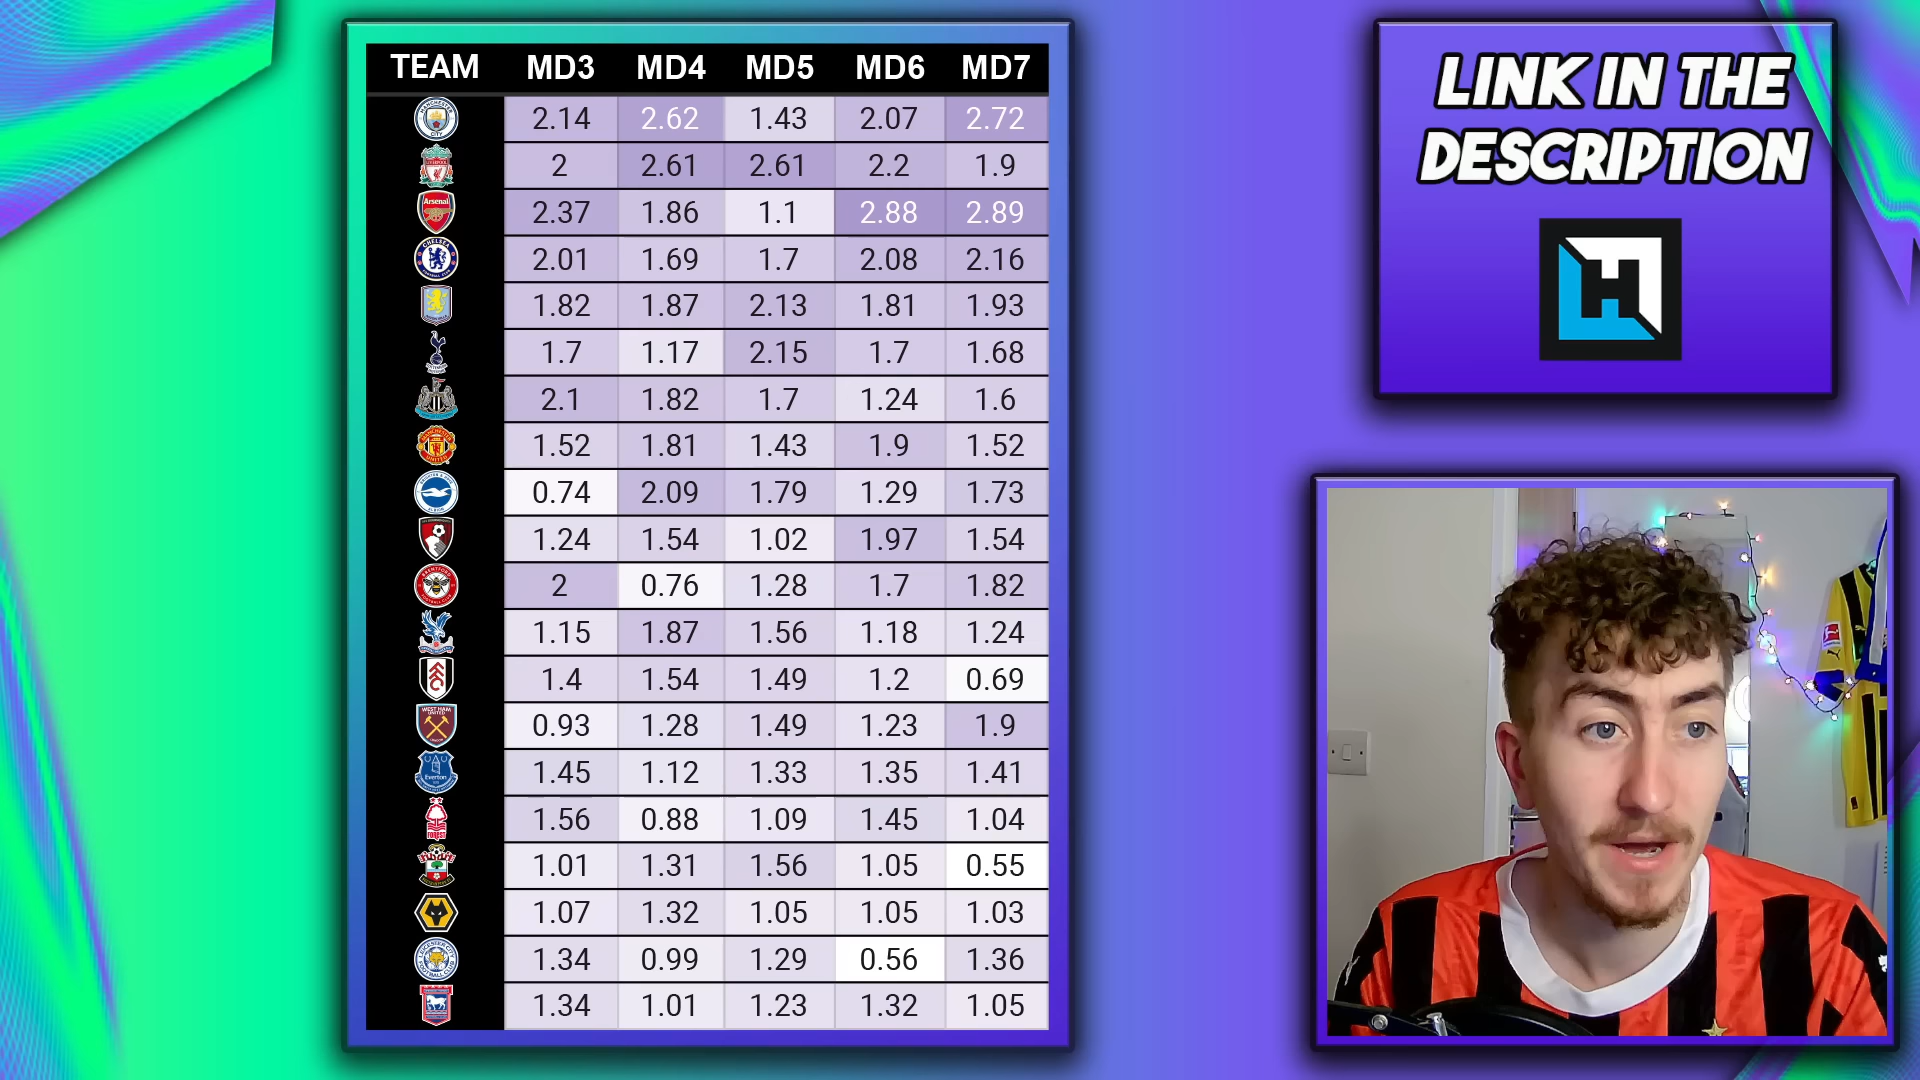 TEAM MD3 MD4 MD5 MD6 MD7
2.14 2.62 1.43 2.07 2.72
2 2.61 2.61 2.2 1.9
Arsenal 2.37 1.86 1.1 2.88 2.89
2.01 1.69 1.7 2.08 2.16
1.82 1.87 2.13 1.81 1.93
1.7 1.17 2.15 1.7 1.68
2.1 1.82 1.7 1.24 1.6
1.52 1.81 1.43 1.9 1.52
0.74 2.09 1.79 1.29 1.73
1.24 1.54 1.02 1.97 1.54
2 0.76 1.28 1.7 1.82
1.15 1.87 1.56 1.18 1.24
1.4 1.54 1.49 1.2 0.69
WEST HAM UNITED 0.93 1.28 1.49 1.23 1.9
Everton 1.45 1.12 1.33 1.35 1.41
FOREST 1.56 0.88 1.09 1.45 1.04
1.01 1.31 1.56 1.05 0.55
1.07 1.32 1.05 1.05 1.03
1.34 0.99 1.29 0.56 1.36
1.34 1.01 1.23 1.32 1.05
LINK IN THE
DESCRIPTION